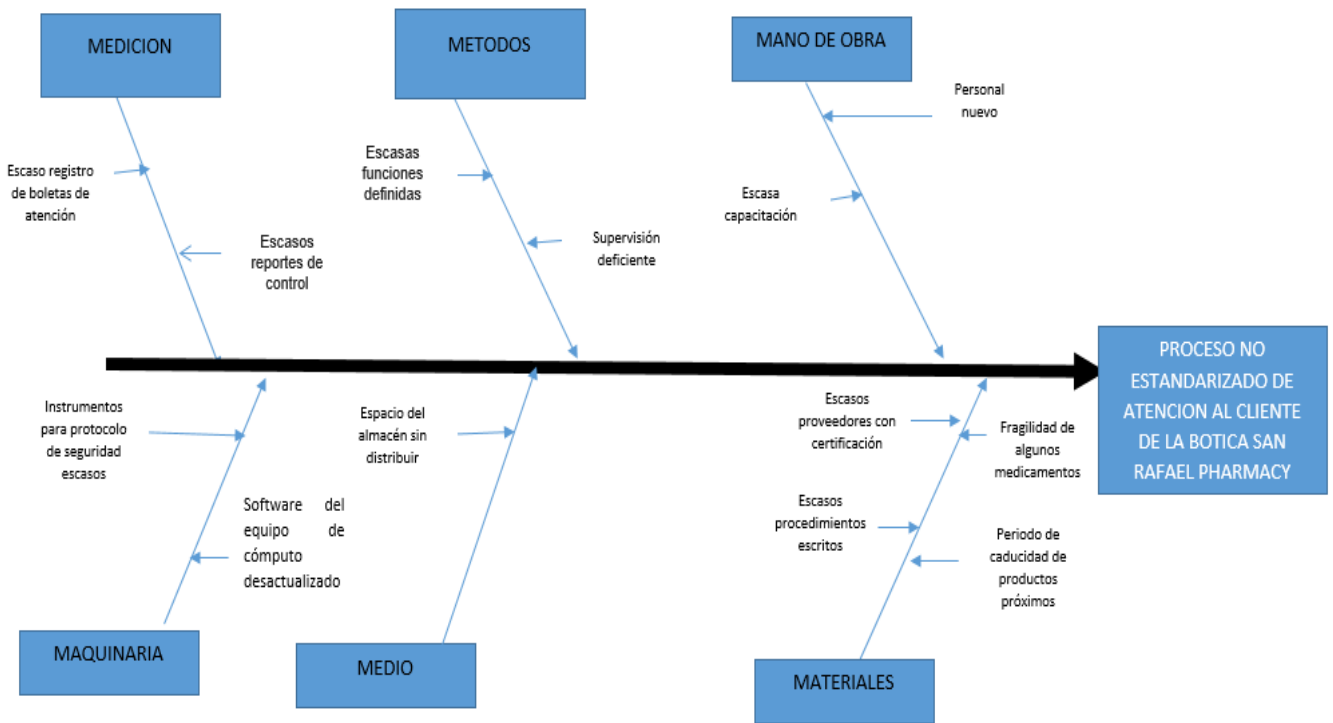 MEDICION
METODOS
MANO DE OBRA
Personal
nuevo
Escaso registro
de boletas de
atención
Escasas
funciones
definidas
Escasa
capacitación
Escasos
reportes de
control
Supervisión
deficiente
PROCESO NO
ESTANDARIZADO DE
ATENCION AL CLIENTE
DE LA BOTICA SAN
RAFAEL PHARMACY
Instrumentos
para protocolo
de seguridad
escasos
Espacio del
almacén sin
distribuir
Escasos
proveedores con
certificación
Fragilidad de
algunos
medicamentos
Software del
equipo de
cómputo
desactualizado
Escasos
procedimientos
escritos
Periodo de
caducidad de
productos
próximos
MAQUINARIA
MEDIO
MATERIALES